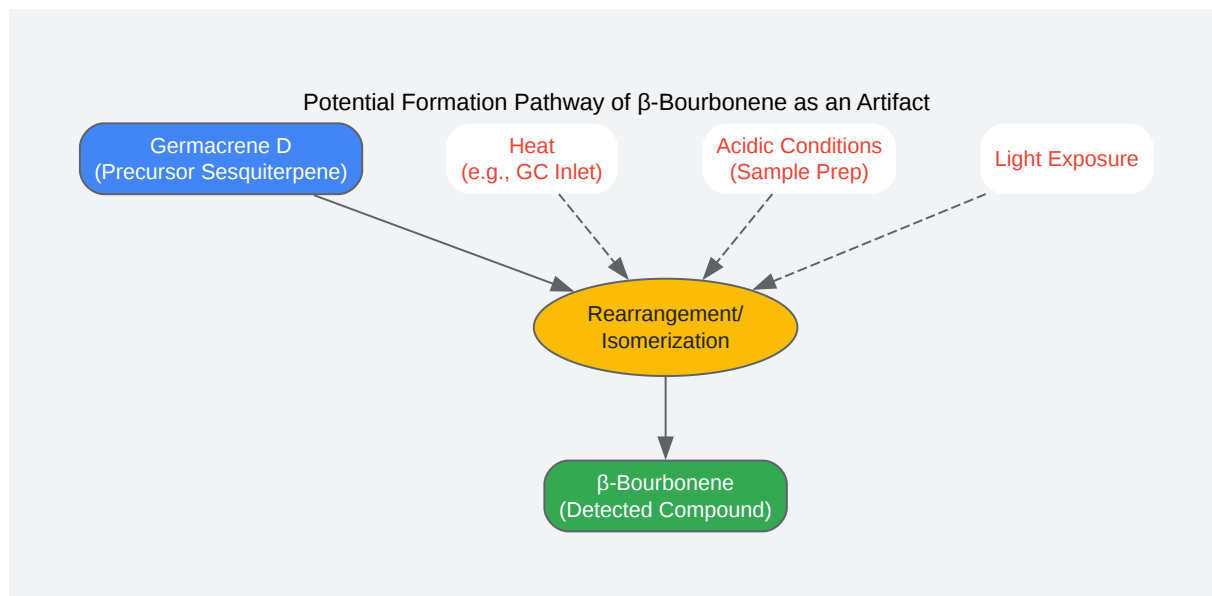 Potential Formation Pathway of β-Bourbonene as an Artifact
Germacrene D
(Precursor Sesquiterpene)
Heat
(e.g., GC Inlet)
Acidic Conditions
(Sample Prep)
Light Exposure
Rearrangement/
Isomerization
β-Bourbonene
(Detected Compound)